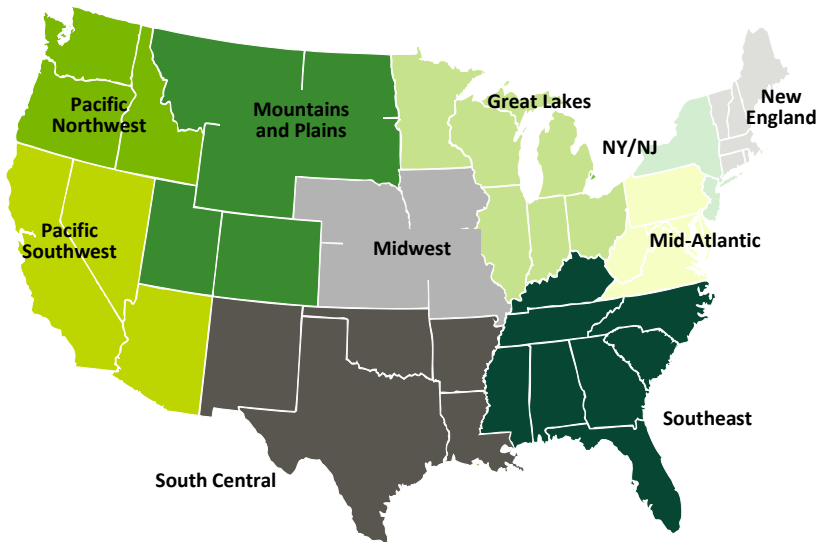 Pacific
Northwest
Mountains
and Plains
Great Lakes
New
England
NY/NJ
Pacific
Southwest
Midwest
Mid-Atlantic
Southeast
South Central